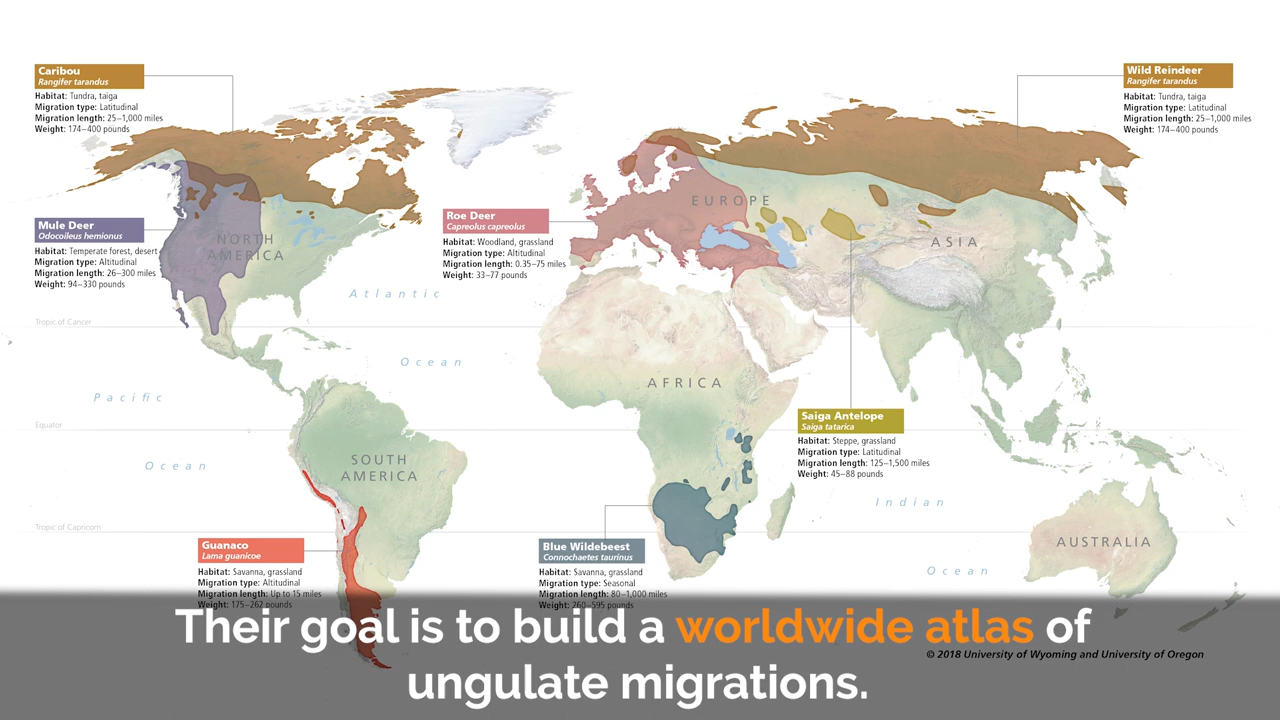 Caribou
Rangifer tarandus
Habitat: Tundra, taiga
Migration type: Latitudinal
Migration length: 25–1,000 miles
Weight: 174–400 pounds
Wild Reindeer
Rangifer tarandus
Habitat: Tundra, taiga
Migration type: Latitudinal
Migration length: 25–1,000 miles
Weight: 174–400 pounds
Mule Deer
Odocoileus hemionus
Habitat: Temperate forest, desert
Migration type: Altitudinal
Migration length: 26–300 miles
Weight: 94–330 pounds
NORTH
AMERICA
Roe Deer
Capreolus capreolus
Habitat: Woodland, grassland
Migration type: Altitudinal
Migration length: 0.35–75 miles
Weight: 33–77 pounds
EUROPE
ASIA
Atlantic
Ocean
Tropic of Cancer
Pacific
Ocean
Equator
AFRICA
SOUTH
AMERICA
Saiga Antelope
Saiga tatarica
Habitat: Steppe, grassland
Migration type: Latitudinal
Migration length: 125–1,500 miles
Weight: 45–88 pounds
Indian
Ocean
Tropic of Capricorn
AUSTRALIA
Guanaco
Lama guanicoe
Habitat: Savanna, grassland
Migration type: Altitudinal
Migration length: Up to 15 miles
Weight: 175–262 pounds
Blue Wildebeest
Connochaetes taurinus
Habitat: Savanna, grassland
Migration type: Seasonal
Migration length: 80–1,000 miles
Weight: 260–595 pounds
Their goal is to build a worldwide atlas of
ungulate migrations.
© 2018 University of Wyoming and University of Oregon